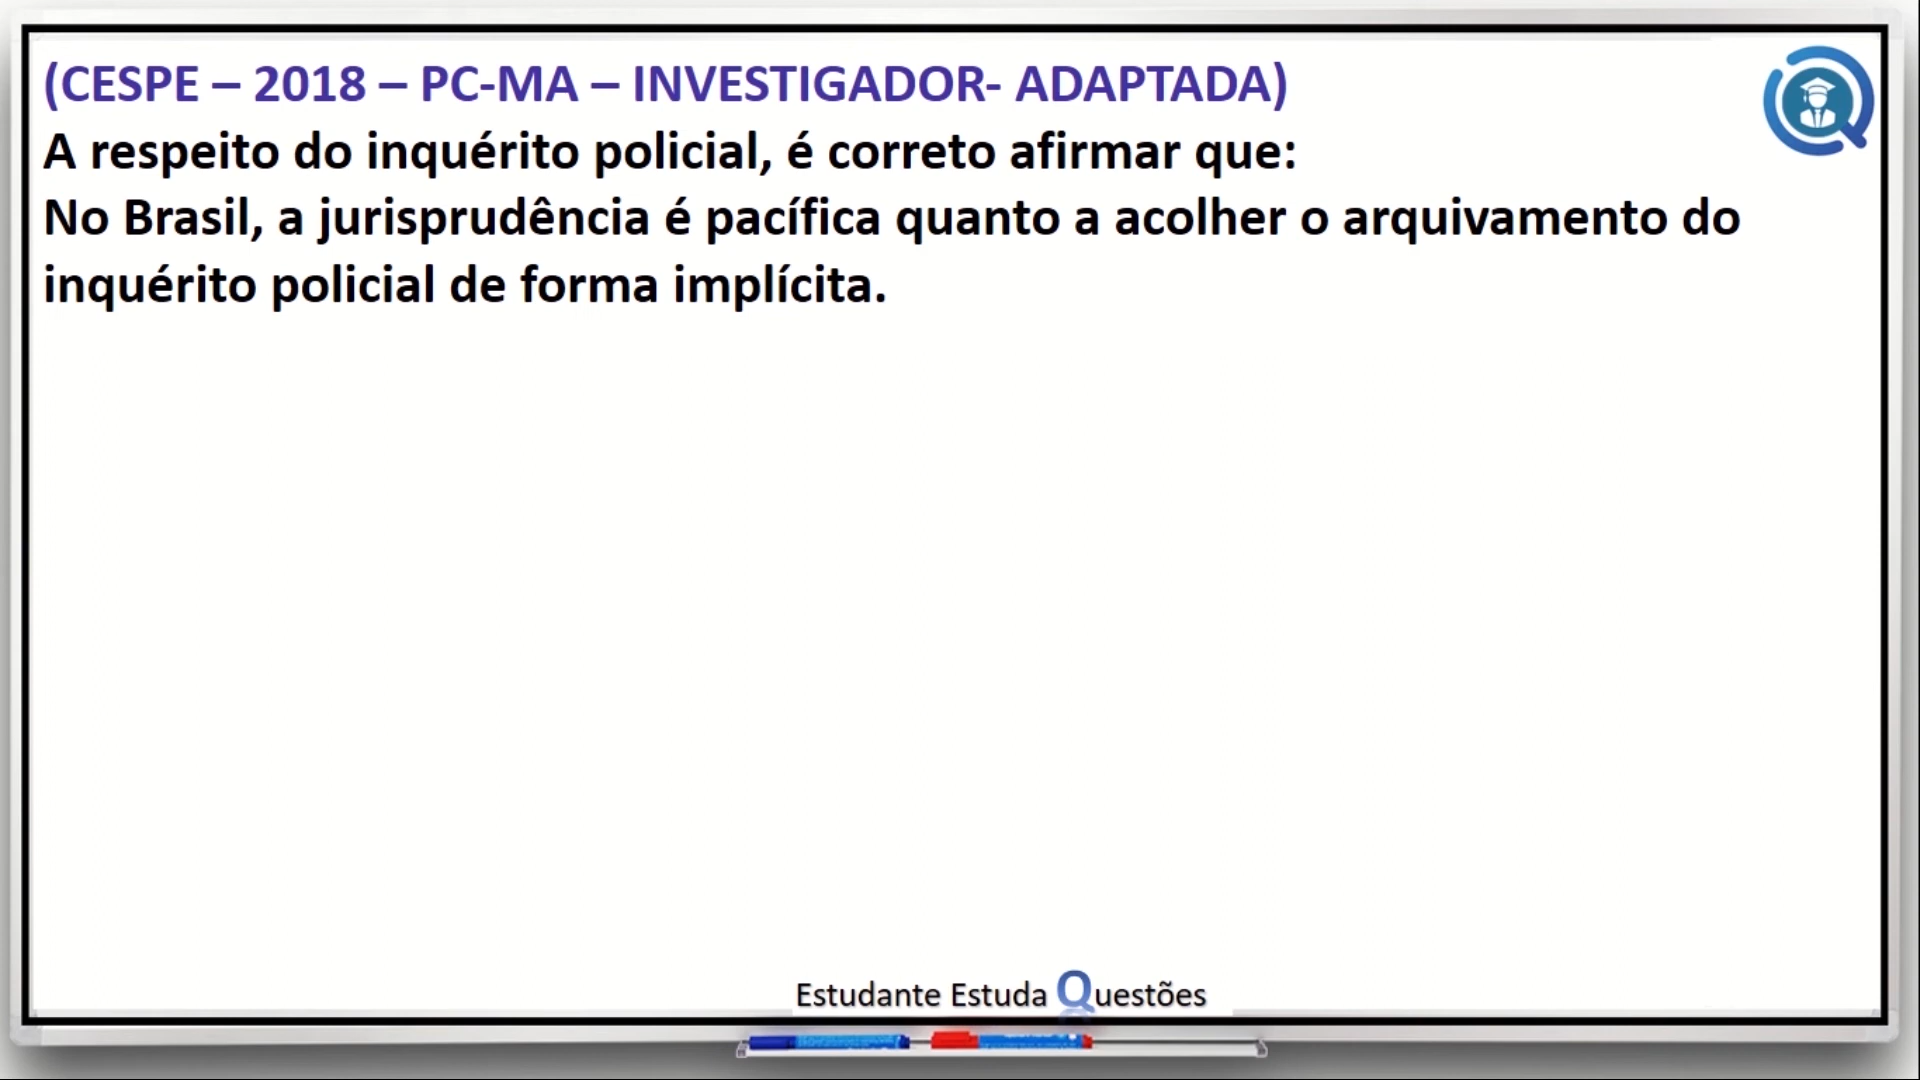 (CESPE – 2018 – PC-MA – INVESTIGADOR- ADAPTADA)
A respeito do inquérito policial, é correto afirmar que:
No Brasil, a jurisprudência é pacífica quanto a acolher o arquivamento do
inquérito policial de forma implícita.
Estudante Estuda Questões